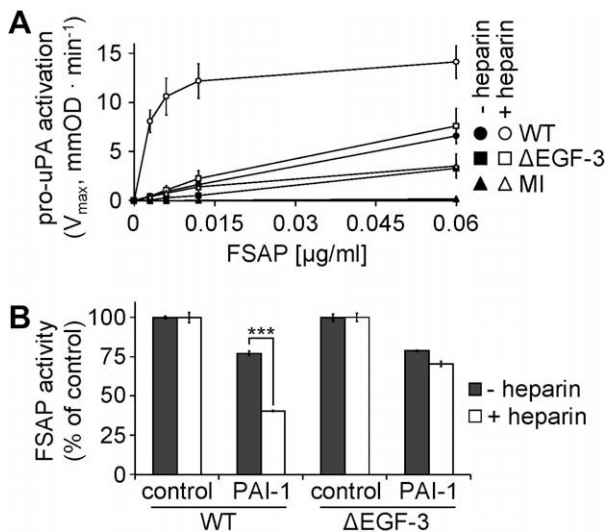 A
pro-uPA activation
(Vmax, mmOD · min-1)
15
10
5
0
0
0.015
0.03
0.045
0.06
FSAP [µg/ml]
- heparin
+ heparin
WT
ΔEGF-3
MI
B
FSAP activity
(% of control)
100
75
50
25
0
***
- heparin
+ heparin
control PAI-1 control PAI-1
WT ΔEGF-3